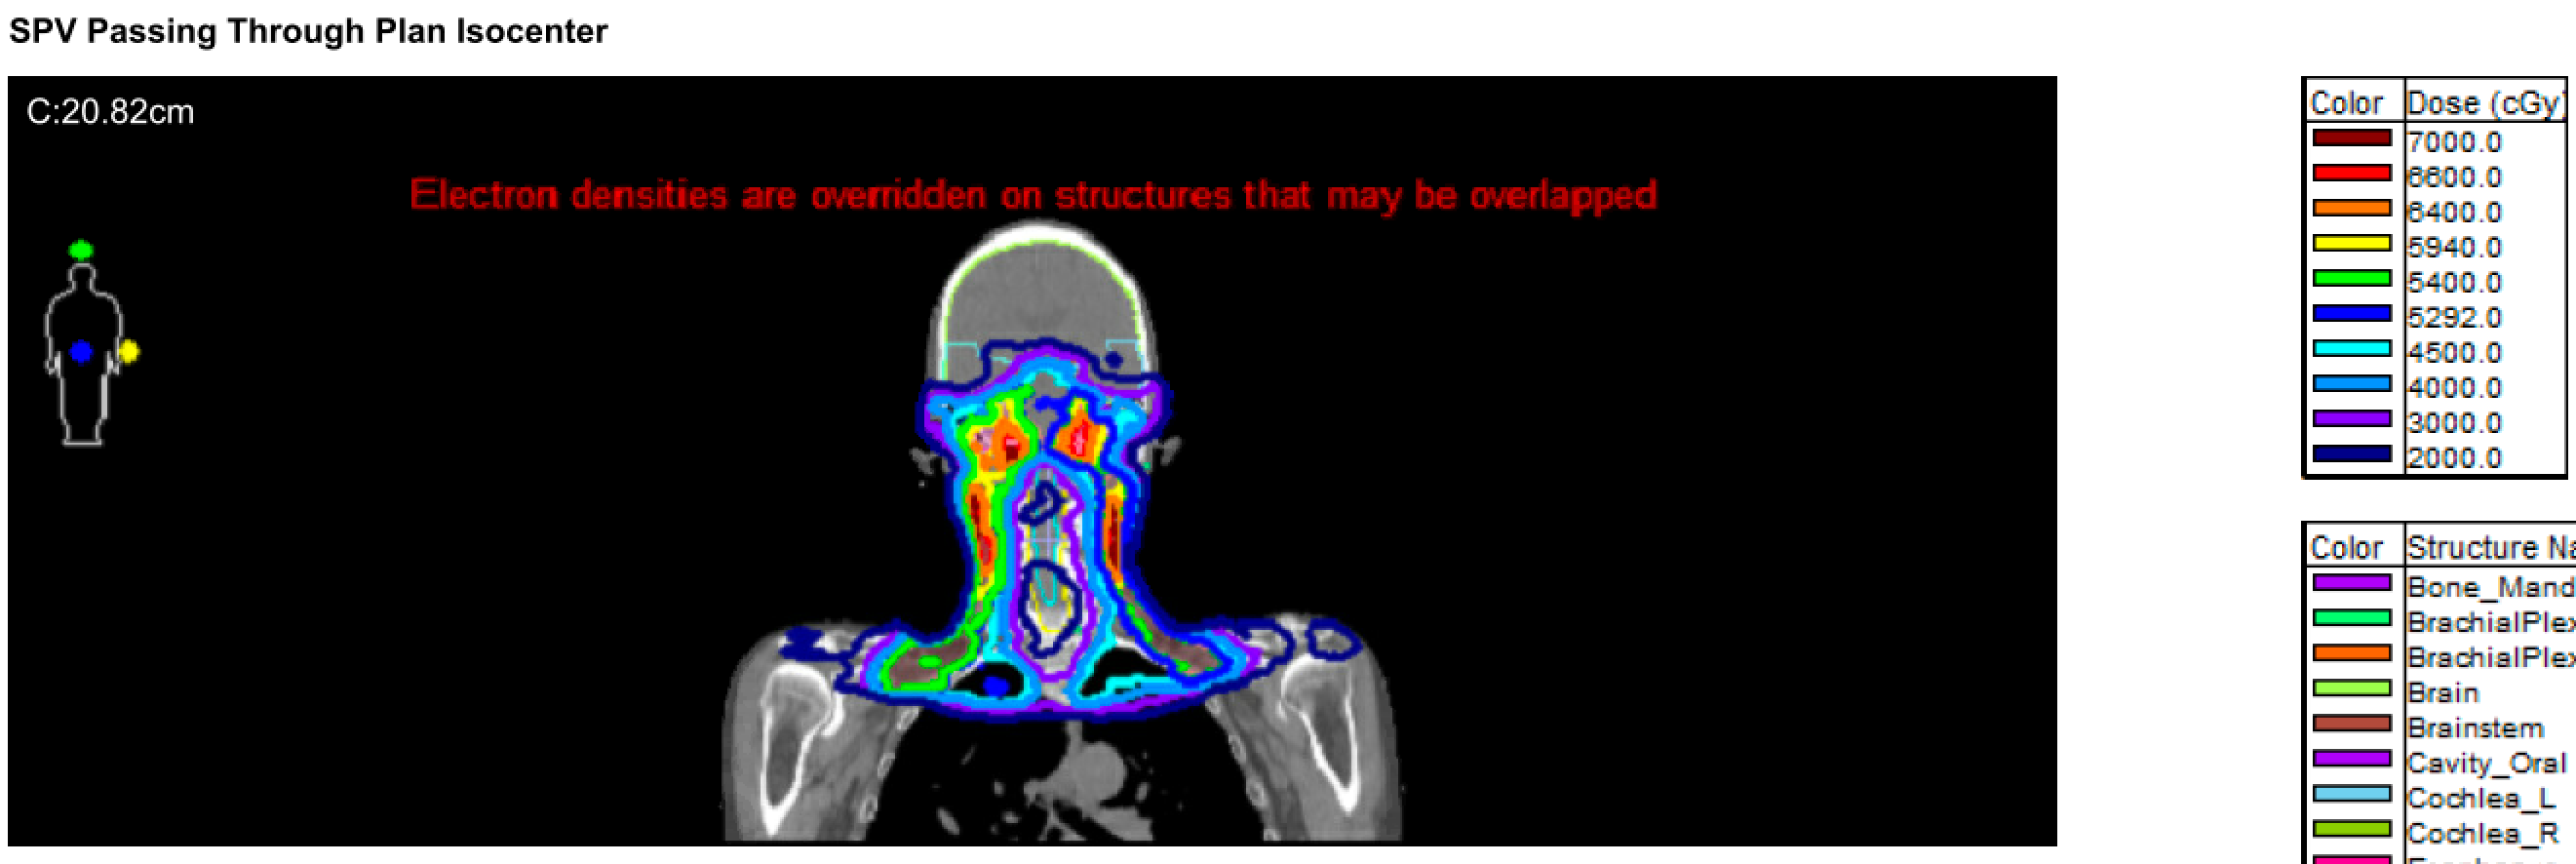 SPV Passing Through Plan Isocenter
C:20.82cm
Electron densities are overridden on structures that may be overlapped
Color Dose (cGy)
7000.0
6600.0
6400.0
5940.0
5400.0
5292.0
4500.0
4000.0
3000.0
2000.0
Color Structure Na
Bone_Mand
BrachialPlex
BrachialPlex
Brain
Brainstem
Cavity_Oral
Cochlea_L
Cochlea_R